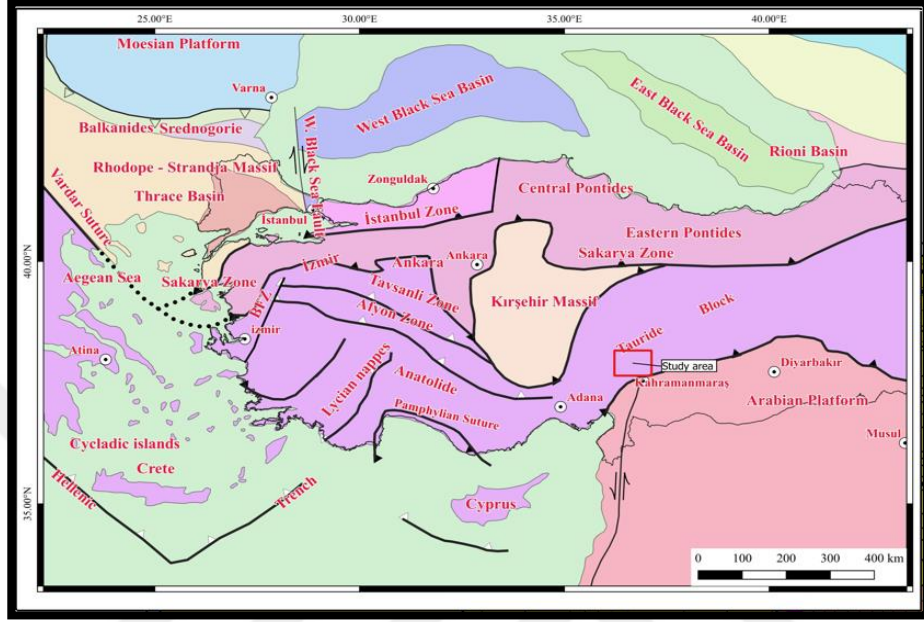 25.00°E 30.00°E 35.00°E 40.00°E
Moesian Platform
Varna
West Black Sea Basin
East Black Sea Basin
Balkanides Srednogorie
W. Black Sea Fault
Rioni Basin
Rhodope - Strandja Massif
Thrace Basin
Vardar Suture
Zonguldak
Central Pontides
İstanbul
İstanbul Zone
Eastern Pontides
40.00°N
Aegean Sea
Sakarya Zone
İzmir
Ankara
Ankara
Sakarya Zone
Tavsanli Zone
Kırşehir Massif
Block
BFZ
Afyon Zone
izmir
Tauride
Atina
Study area
Diyarbakır
Lycian nappes
Anatolide
Kahramanmaraş
Adana
Arabian Platform
Pamphylian Suture
Cycladic islands
Musul
Crete
Hellenic
Trench
Cyprus
35.00°N
0 100 200 300 400 km